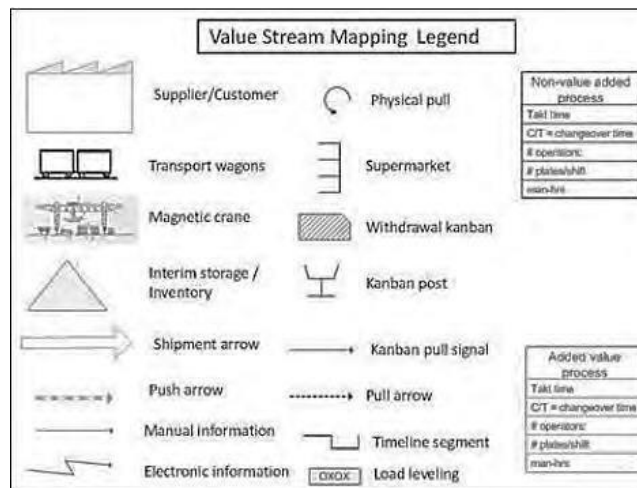 Value Stream Mapping Legend
Supplier/Customer
Physical pull
Transport wagons
Supermarket
Magnetic crane
Withdrawal kanban
Interim storage /
Inventory
Kanban post
Shipment arrow
Kanban pull signal
Push arrow
Pull arrow
Manual information
Timeline segment
Electronic information
OXOX
Load leveling
Non-value added
process
Takt time
C/T = changeover time
# operators:
# plates/shift
man-hrs
Added value
process
Takt time
C/T = changeover time
# operators:
# plates/shift:
man-hrs